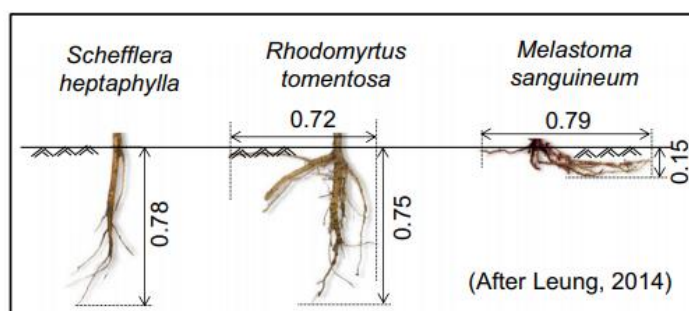 Schefflera
heptaphylla
Rhodomyrtus
tomentosa
Melastoma
sanguineum
0.72
0.79
0.78
0.75
0.15
(After Leung, 2014)